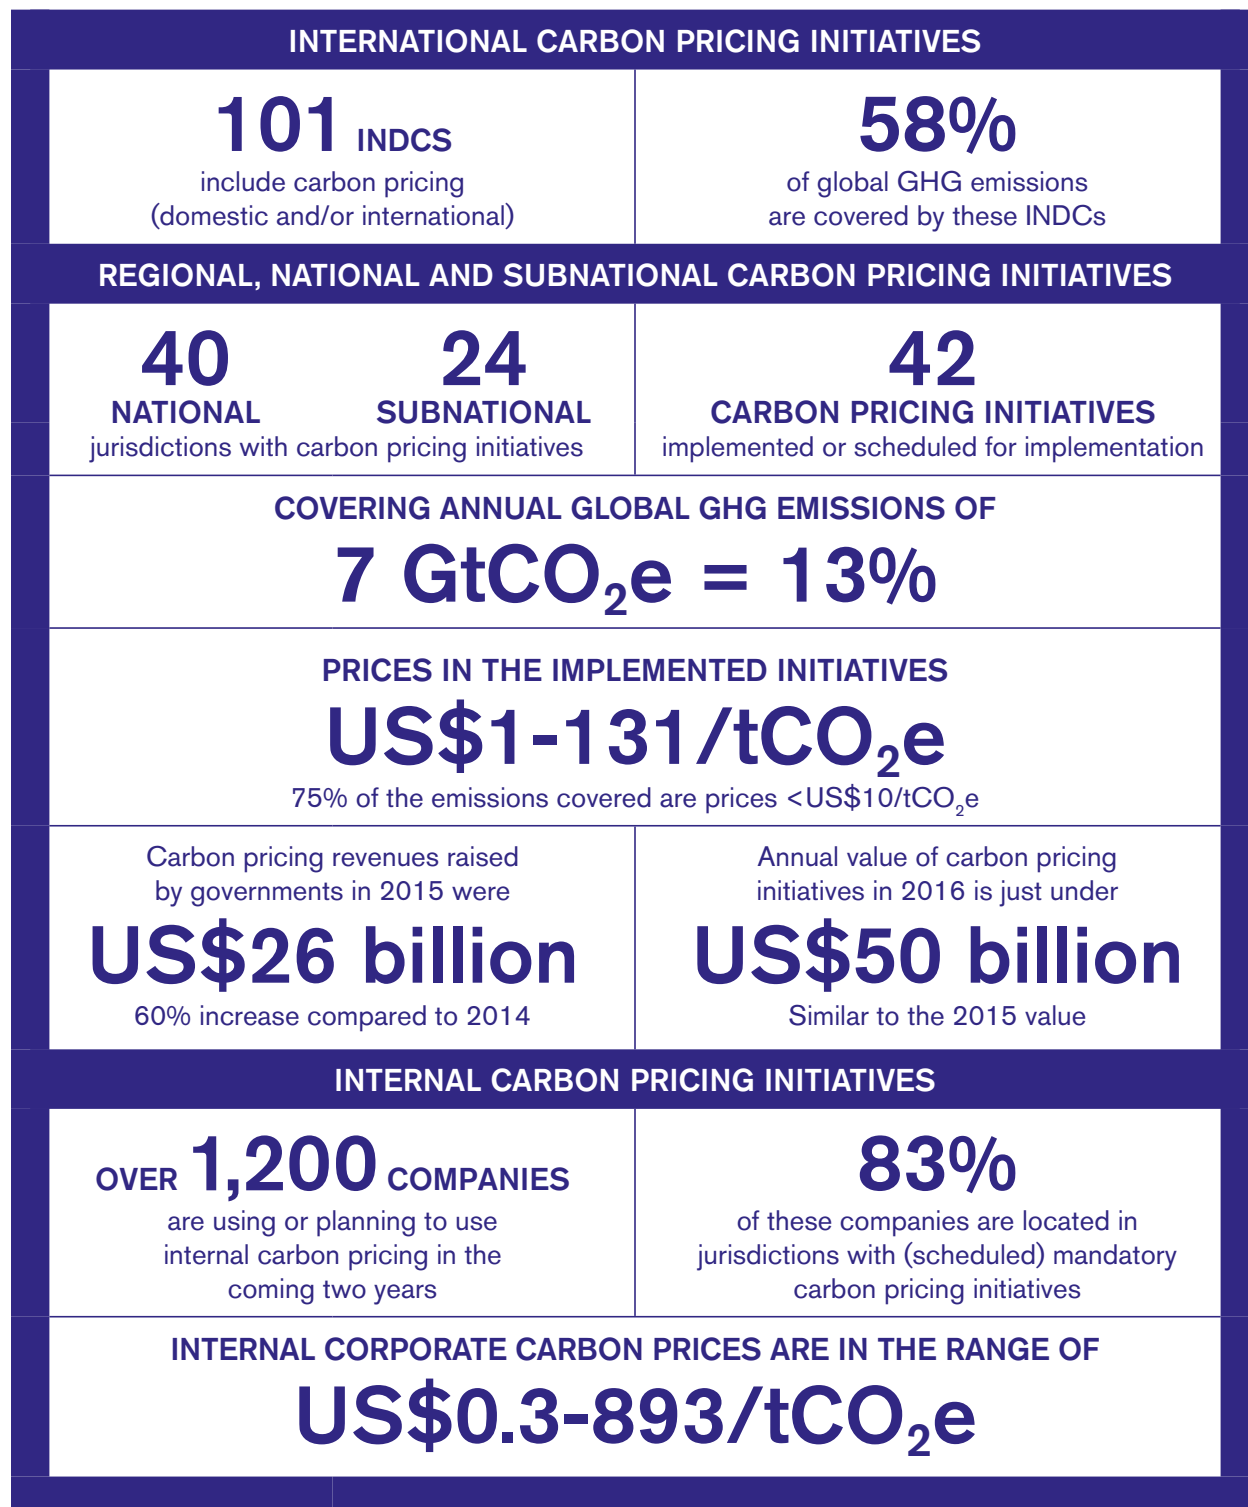 INTERNATIONAL CARBON PRICING INITIATIVES
101 INDCS
include carbon pricing
(domestic and/or international)
58%
of global GHG emissions
are covered by these INDCs
REGIONAL, NATIONAL AND SUBNATIONAL CARBON PRICING INITIATIVES
40 24
NATIONAL SUBNATIONAL
jurisdictions with carbon pricing initiatives
42
CARBON PRICING INITIATIVES
implemented or scheduled for implementation
COVERING ANNUAL GLOBAL GHG EMISSIONS OF
7 GtCO₂e = 13%
PRICES IN THE IMPLEMENTED INITIATIVES
US$1-131/tCO₂e
75% of the emissions covered are prices <US$10/tCO₂e
Carbon pricing revenues raised
by governments in 2015 were
US$26 billion
60% increase compared to 2014
Annual value of carbon pricing
initiatives in 2016 is just under
US$50 billion
Similar to the 2015 value
INTERNAL CARBON PRICING INITIATIVES
OVER 1,200 COMPANIES
are using or planning to use
internal carbon pricing in the
coming two years
83%
of these companies are located in
jurisdictions with (scheduled) mandatory
carbon pricing initiatives
INTERNAL CORPORATE CARBON PRICES ARE IN THE RANGE OF
US$0.3-893/tCO₂e